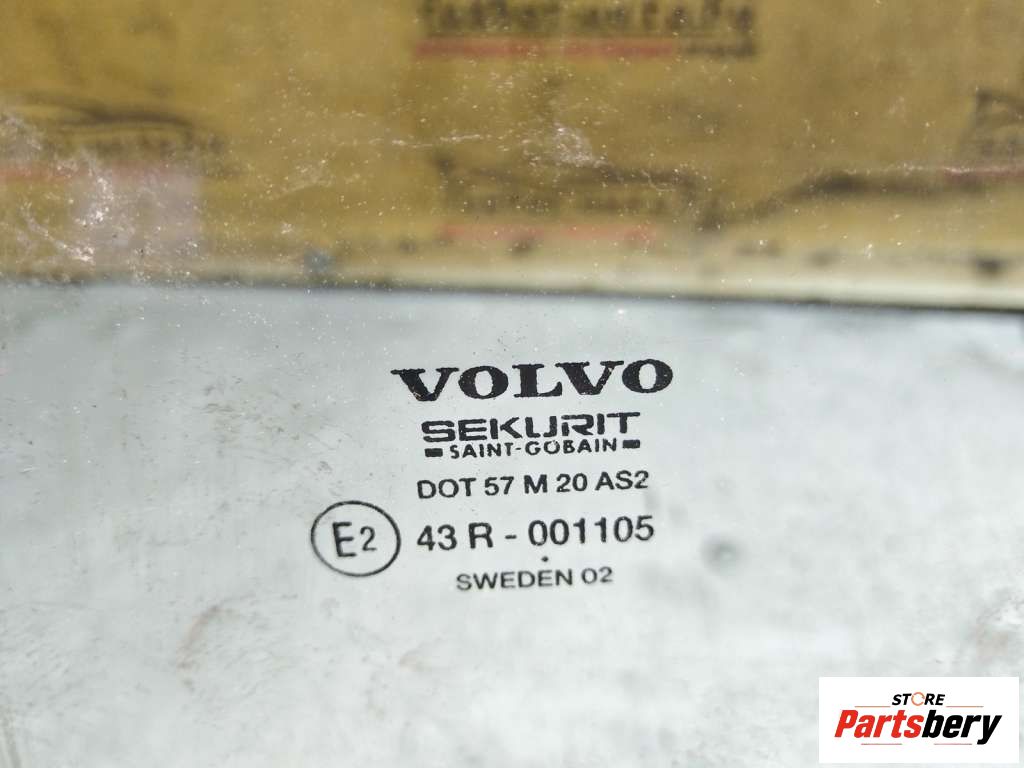 VOLVO
SEKURIT
SAINT-GOBAIN
DOT 57 M 20 AS2
E2 43 R - 001105
SWEDEN 02
STORE
Partsbery